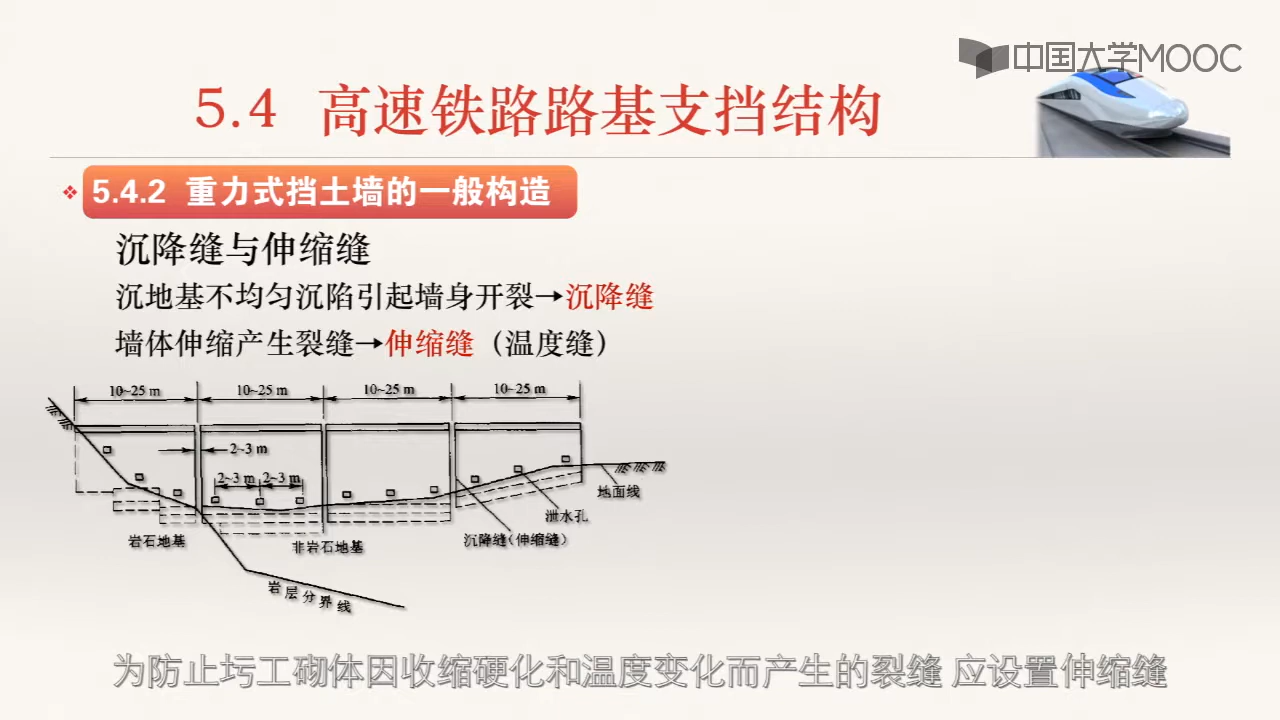 中国大学MOOC
5.4 高速铁路路基支挡结构
5.4.2 重力式挡土墙的一般构造
沉降缝与伸缩缝
沉地基不均匀沉陷引起墙身开裂→沉降缝
墙体伸缩产生裂缝→伸缩缝（温度缝）
10~25 m 10~25 m 10~25 m 10~25 m
2~3 m
2~3 m 2~3 m
地面线
泄水孔
岩石地基 非岩石地基 沉降缝(伸缩缝)
岩层分界线
为防止圬工砌体因收缩硬化和温度变化而产生的裂缝 应设置伸缩缝